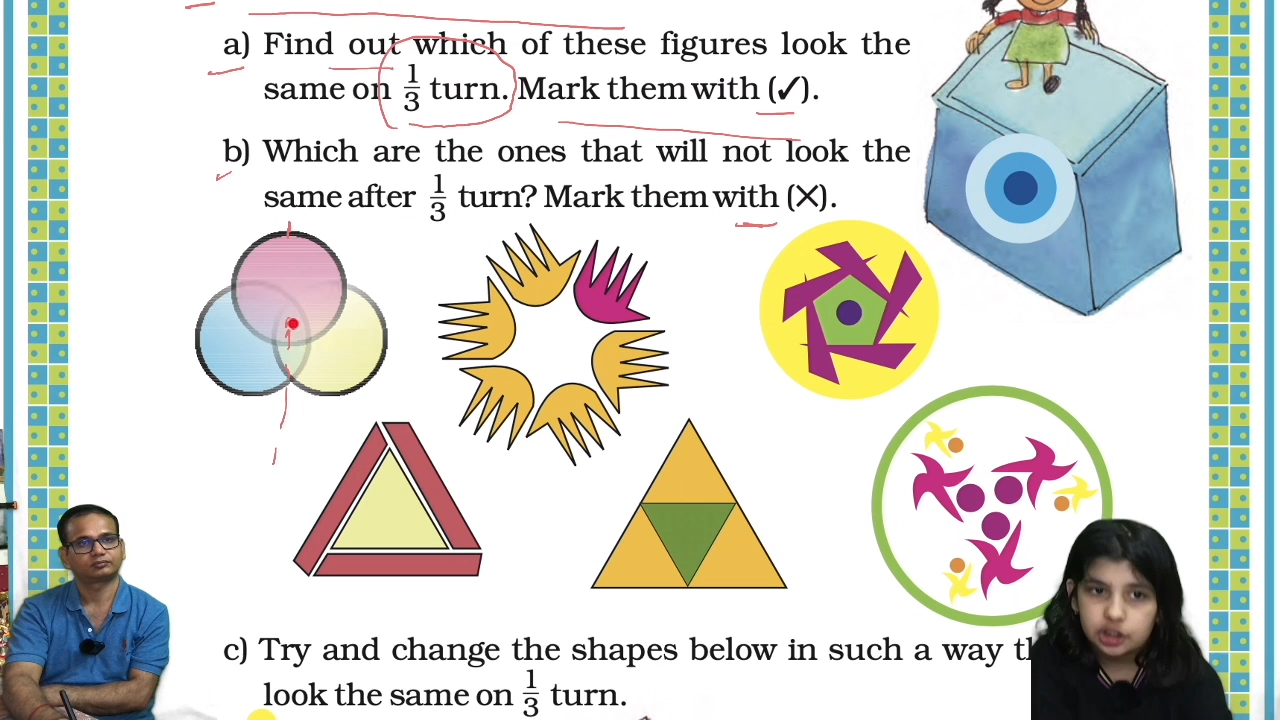 a) Find out which of these figures look the
same on 1/3 turn. Mark them with (✓).
b) Which are the ones that will not look the
same after 1/3 turn? Mark them with (✕).
c) Try and change the shapes below in such a way
look the same on 1/3 turn.